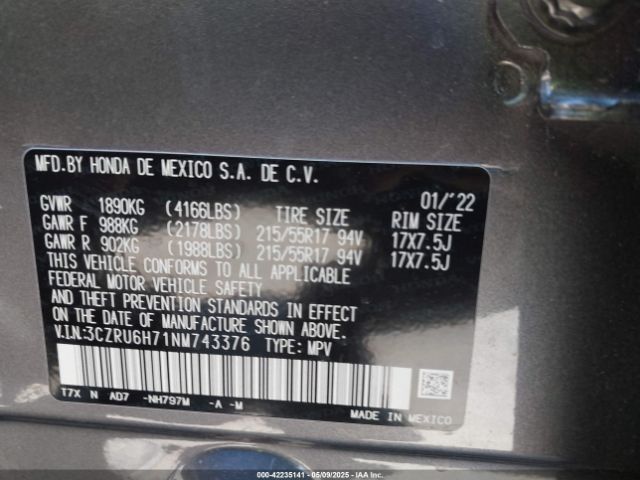 MFD.BY HONDA DE MEXICO S.A. DE C.V.
01/'22
GVWR 1890KG (4166LBS) TIRE SIZE RIM SIZE
GAWR F 988KG (2178LBS) 215/55R17 94V 17X7.5J
GAWR R 902KG (1988LBS) 215/55R17 94V 17X7.5J
THIS VEHICLE CONFORMS TO ALL APPLICABLE
FEDERAL MOTOR VEHICLE SAFETY
AND THEFT PREVENTION STANDARDS IN EFFECT
ON THE DATE OF MANUFACTURE SHOWN ABOVE.
V.I.N:3CZRU6H71NM743376 TYPE: MPV
T7X N AD7 -NH797M -A -M
MADE IN MEXICO
000-42235141 - 05/09/2025 - IAA Inc.